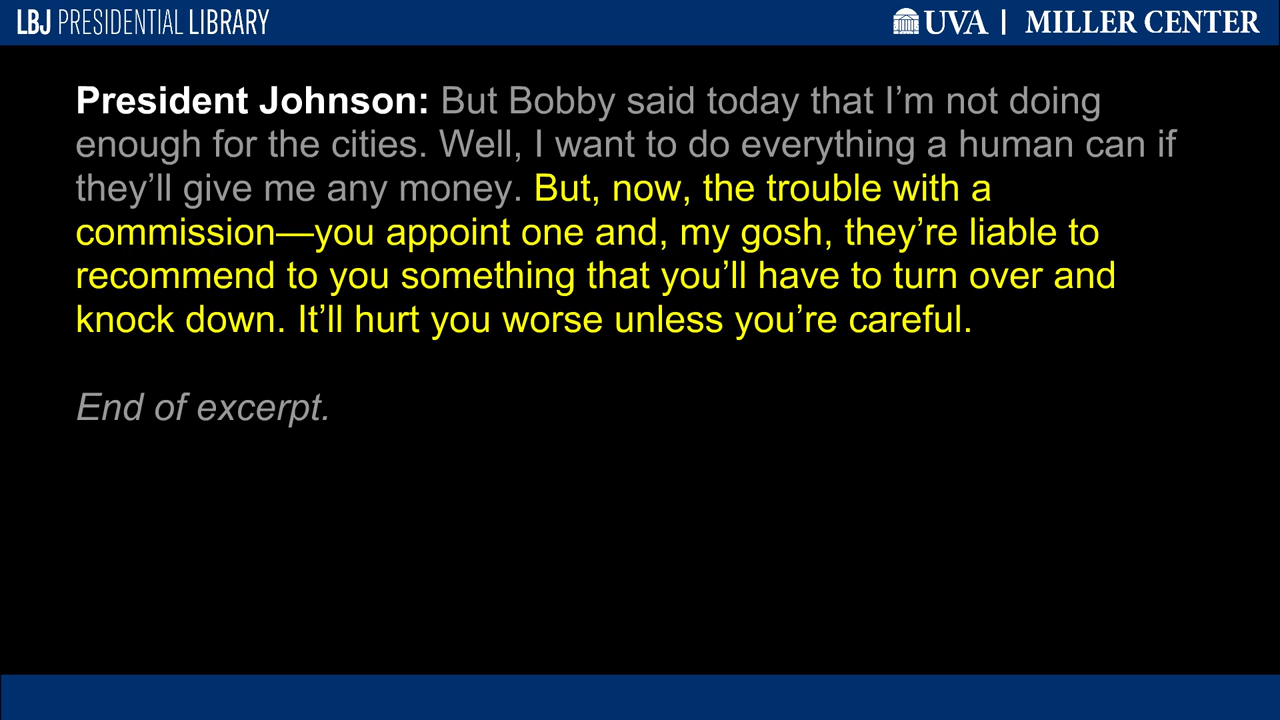 LBJ PRESIDENTIAL LIBRARY
UVA | MILLER CENTER
President Johnson: But Bobby said today that I’m not doing
enough for the cities. Well, I want to do everything a human can if
they’ll give me any money. But, now, the trouble with a
commission—you appoint one and, my gosh, they’re liable to
recommend to you something that you’ll have to turn over and
knock down. It’ll hurt you worse unless you’re careful.
End of excerpt.